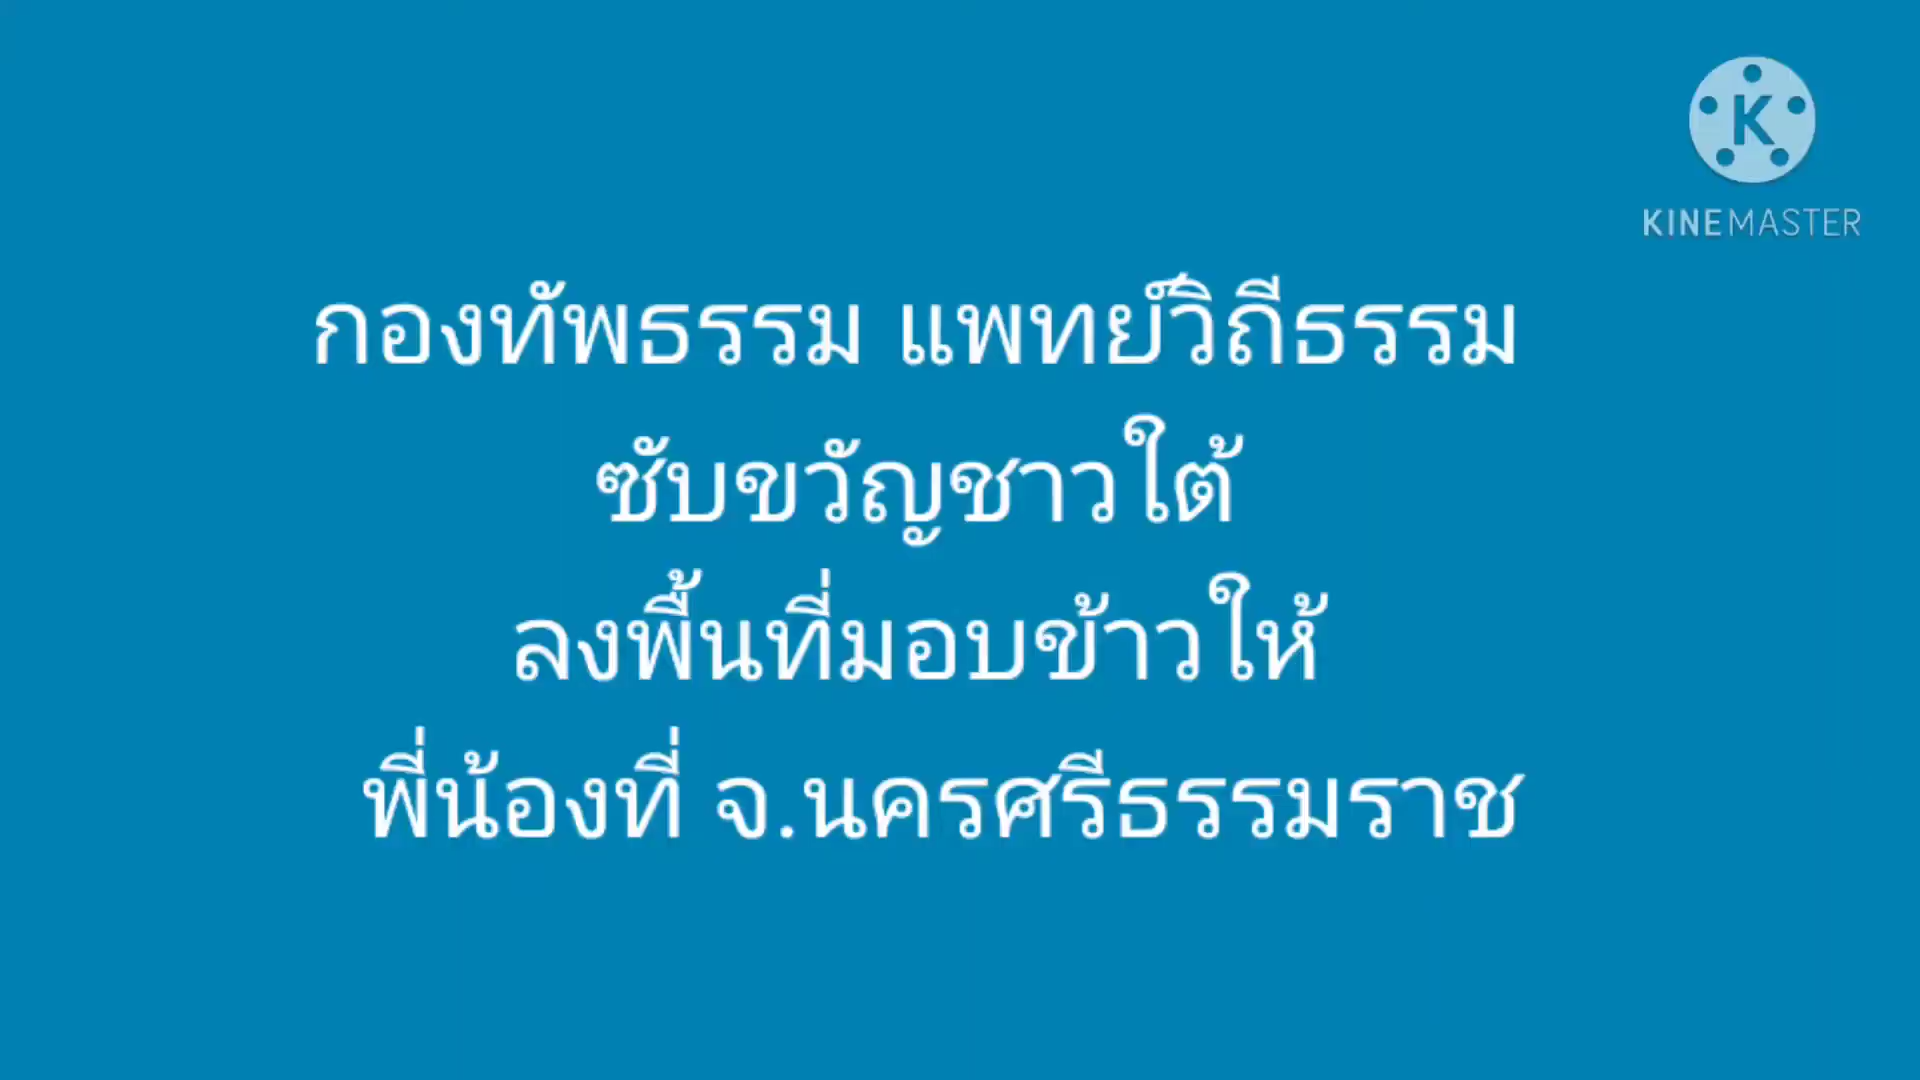 KINEMASTER
กองทัพธรรม แพทย์วิถีธรรม
ซับขวัญชาวใต้
ลงพื้นที่มอบข้าวให้
พี่น้องที่ จ.นครศรีธรรมราช